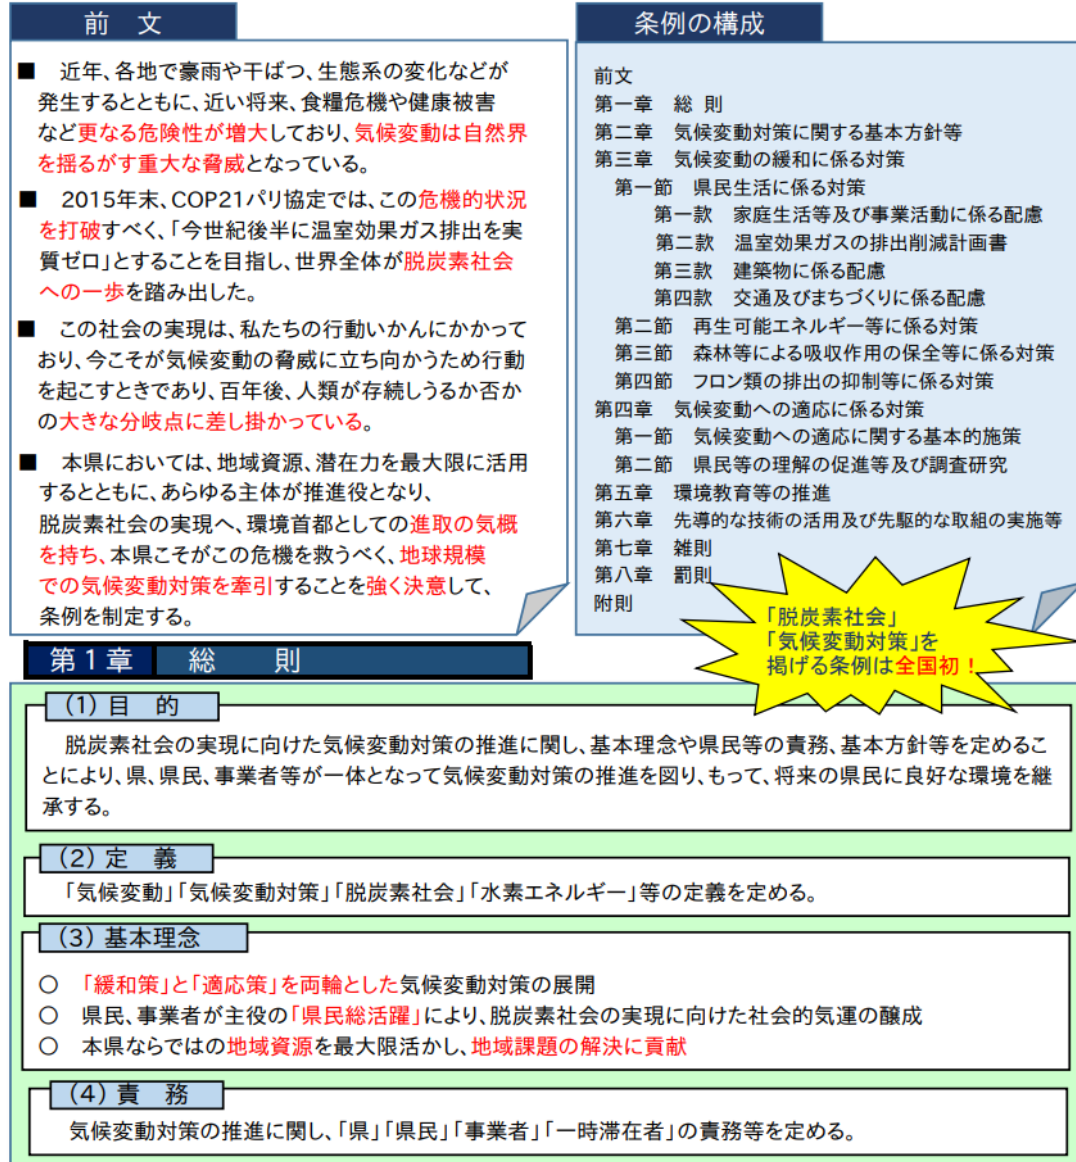 前　文
■　近年、各地で豪雨や干ばつ、生態系の変化などが
発生するとともに、近い将来、食糧危機や健康被害
など更なる危険性が増大しており、気候変動は自然界
を揺るがす重大な脅威となっている。
■　2015年末、COP21パリ協定では、この危機的状況
を打破すべく、「今世紀後半に温室効果ガス排出を実
質ゼロ」とすることを目指し、世界全体が脱炭素社会
への一歩を踏み出した。
■　この社会の実現は、私たちの行動いかんにかかって
おり、今こそが気候変動の脅威に立ち向かうため行動
を起こすときであり、百年後、人類が存続しうるか否か
の大きな分岐点に差し掛かっている。
■　本県においては、地域資源、潜在力を最大限に活用
するとともに、あらゆる主体が推進役となり、
脱炭素社会の実現へ、環境首都としての進取の気概
を持ち、本県こそがこの危機を救うべく、地球規模
での気候変動対策を牽引することを強く決意して、
条例を制定する。
条例の構成
前文
第一章　総 則
第二章　気候変動対策に関する基本方針等
第三章　気候変動の緩和に係る対策
第一節　県民生活に係る対策
第一款　家庭生活等及び事業活動に係る配慮
第二款　温室効果ガスの排出削減計画書
第三款　建築物に係る配慮
第四款　交通及びまちづくりに係る配慮
第二節　再生可能エネルギー等に係る対策
第三節　森林等による吸収作用の保全等に係る対策
第四節　フロン類の排出の抑制等に係る対策
第四章　気候変動への適応に係る対策
第一節　気候変動への適応に関する基本的施策
第二節　県民等の理解の促進等及び調査研究
第五章　環境教育等の推進
第六章　先導的な技術の活用及び先駆的な取組の実施等
第七章　雑則
第八章　罰則
附則
「脱炭素社会」
「気候変動対策」を
掲げる条例は全国初！
第１章　総　則
(1) 目　的
脱炭素社会の実現に向けた気候変動対策の推進に関し、基本理念や県民等の責務、基本方針等を定めるこ
とにより、県、県民、事業者等が一体となって気候変動対策の推進を図り、もって、将来の県民に良好な環境を継
承する。
(2) 定　義
「気候変動」「気候変動対策」「脱炭素社会」「水素エネルギー」等の定義を定める。
(3) 基本理念
○　「緩和策」と「適応策」を両輪とした気候変動対策の展開
○　県民、事業者が主役の「県民総活躍」により、脱炭素社会の実現に向けた社会的気運の醸成
○　本県ならではの地域資源を最大限活かし、地域課題の解決に貢献
(4) 責　務
気候変動対策の推進に関し、「県」「県民」「事業者」「一時滞在者」の責務等を定める。